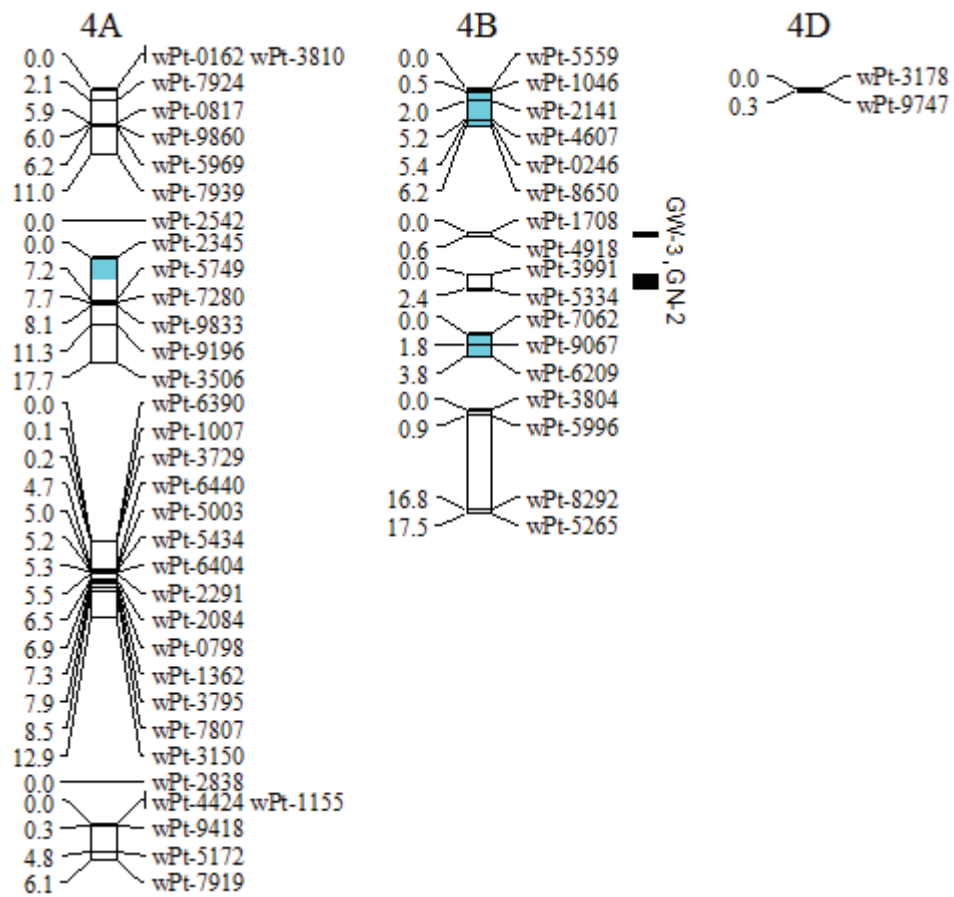 4A
0.0 wPt-0162 wPt-3810
2.1 wPt-7924
5.9 wPt-0817
6.0 wPt-9860
6.2 wPt-5969
11.0 wPt-7939
0.0 wPt-2542
0.0 wPt-2345
7.2 wPt-5749
7.7 wPt-7280
8.1 wPt-9833
11.3 wPt-9196
17.7 wPt-3506
0.0 wPt-6390
0.1 wPt-1007
0.2 wPt-3729
4.7 wPt-6440
5.0 wPt-5003
5.2 wPt-5434
5.3 wPt-6404
5.5 wPt-2291
6.5 wPt-2084
6.9 wPt-0798
7.3 wPt-1362
7.9 wPt-3795
8.5 wPt-7807
12.9 wPt-3150
0.0 wPt-2838
0.0 wPt-4424 wPt-1155
0.3 wPt-9418
4.8 wPt-5172
6.1 wPt-7919
4B
0.0 wPt-5559
0.5 wPt-1046
2.0 wPt-2141
5.2 wPt-4607
5.4 wPt-0246
6.2 wPt-8650
0.0 wPt-1708
0.6 wPt-4918
0.0 wPt-3991
2.4 wPt-5334
0.0 wPt-7062
1.8 wPt-9067
3.8 wPt-6209
0.0 wPt-3804
0.9 wPt-5996
16.8 wPt-8292
17.5 wPt-5265
GW-3, GN-2
4D
0.0 wPt-3178
0.3 wPt-9747